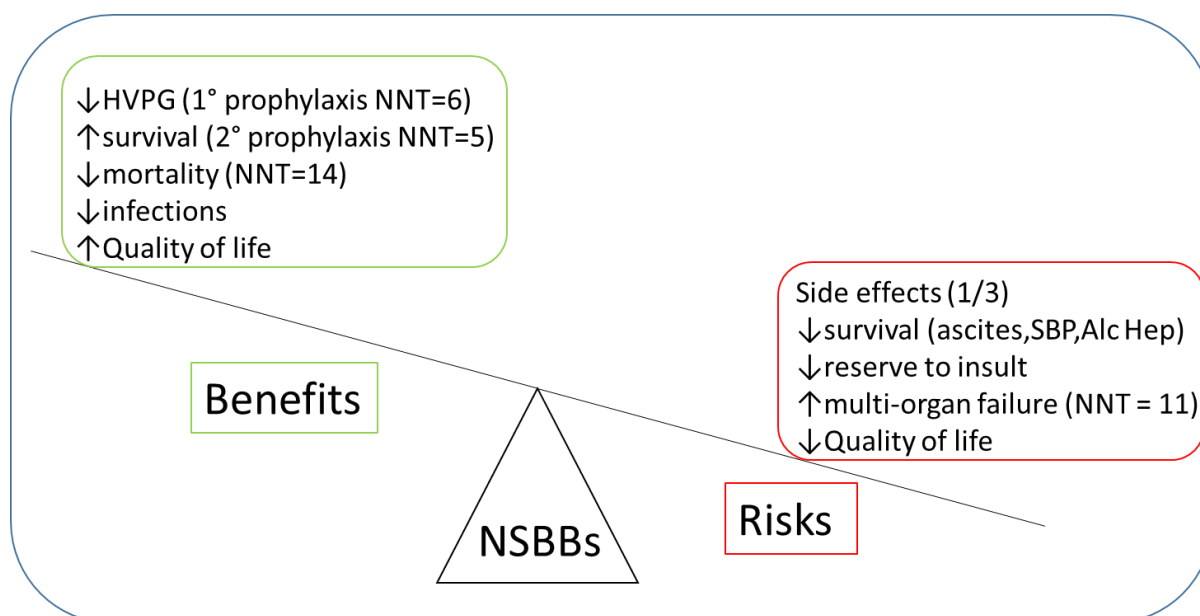 ↓HVPG (1° prophylaxis NNT=6)
↑survival (2° prophylaxis NNT=5)
↓mortality (NNT=14)
↓infections
↑Quality of life
Side effects (1/3)
↓survival (ascites,SBP,Alc Hep)
↓reserve to insult
↑multi-organ failure (NNT = 11)
↓Quality of life
Benefits
Risks
NSBBs